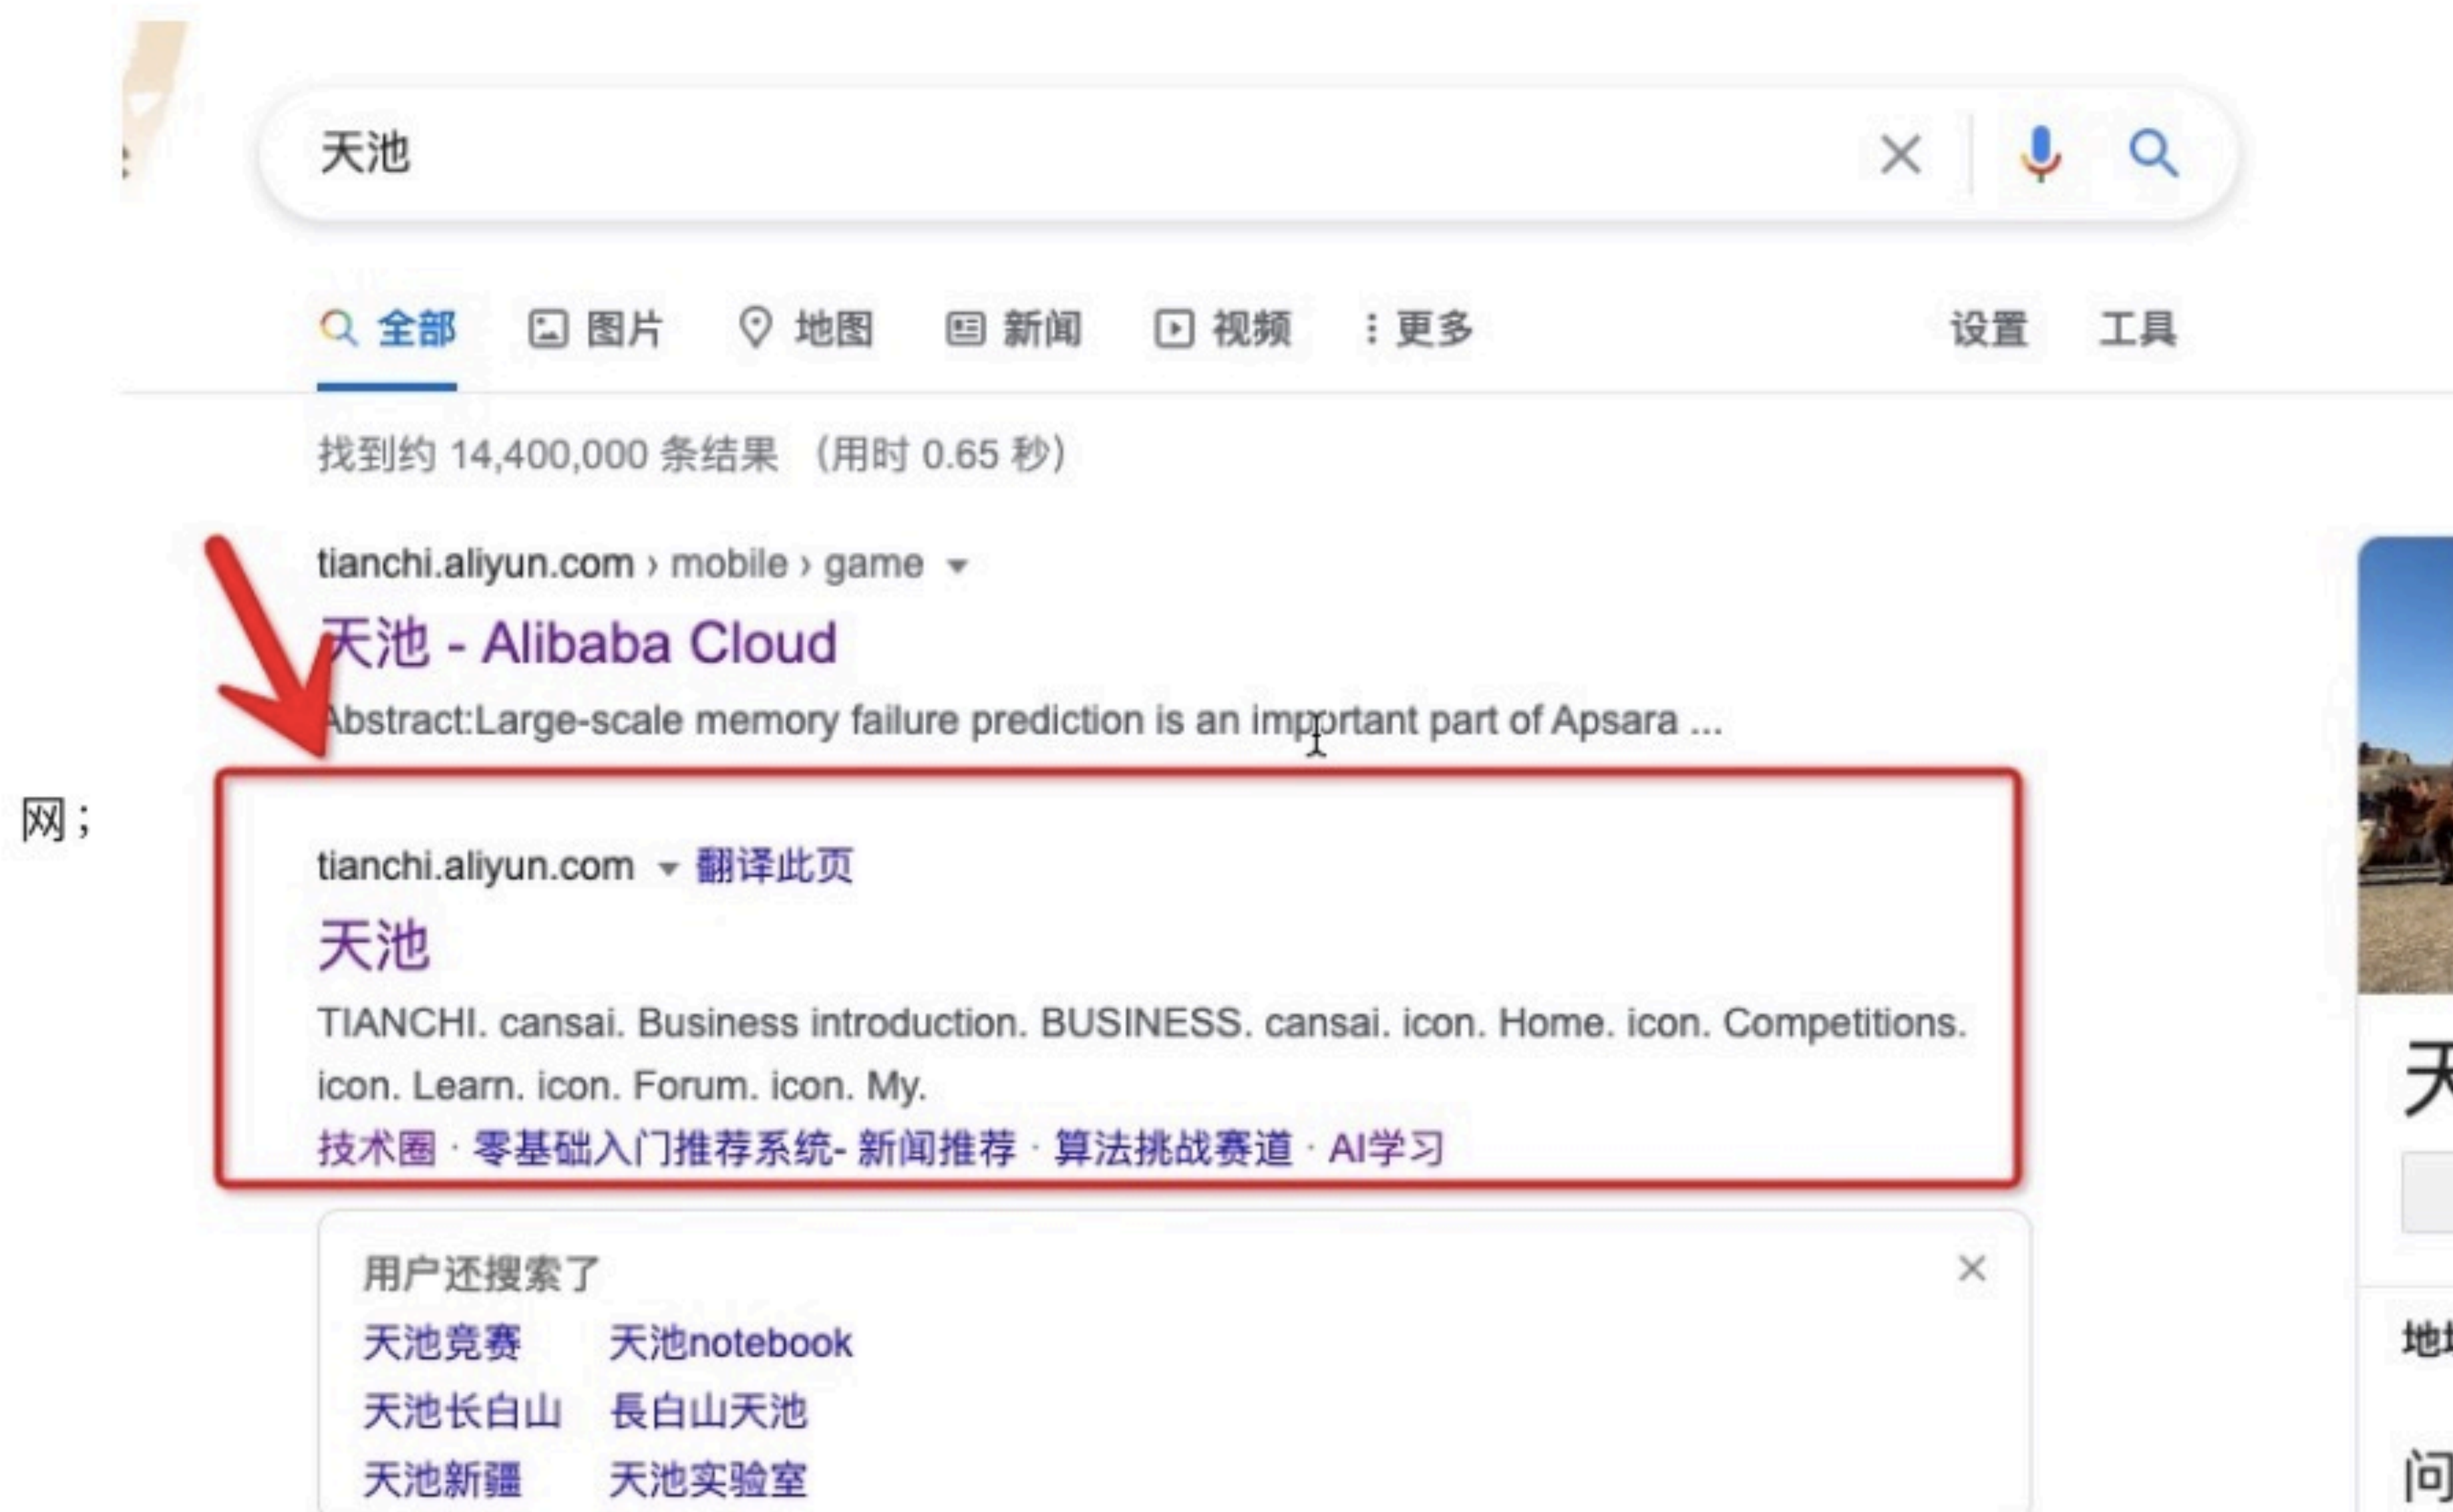 天池
全部 图片 地图 新闻 视频 更多 设置 工具
找到约 14,400,000 条结果 （用时 0.65 秒）
tianchi.aliyun.com › mobile › game
天池 - Alibaba Cloud
Abstract:Large-scale memory failure prediction is an important part of Apsara ...
网；
tianchi.aliyun.com 翻译此页
天池
TIANCHI. cansai. Business introduction. BUSINESS. cansai. icon. Home. icon. Competitions.
icon. Learn. icon. Forum. icon. My.
技术圈 · 零基础入门推荐系统- 新闻推荐 · 算法挑战赛道 · AI学习
天
用户还搜索了
天池竞赛 天池notebook
地
天池长白山 長白山天池
天池新疆 天池实验室
问